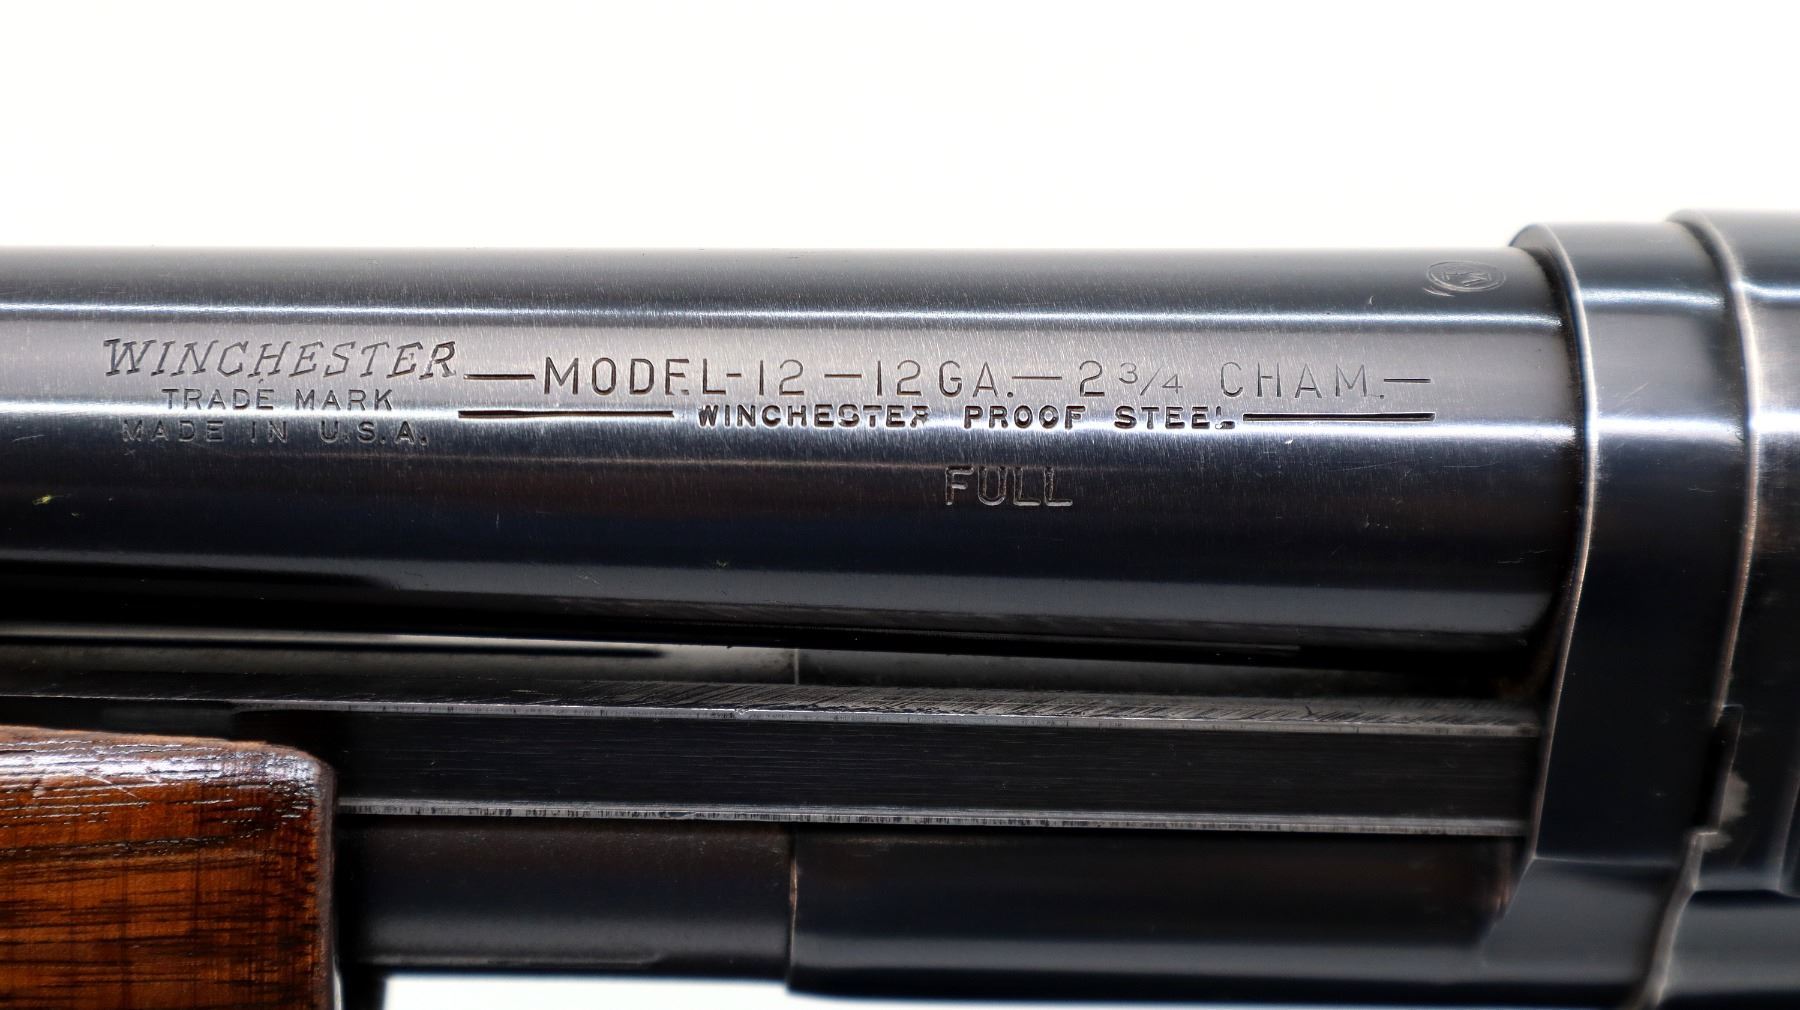 WINCHESTER
TRADE MARK
MADE IN U.S.A.
—MODEL-12—12GA.—2 3/4 CHAM.—
WINCHESTER PROOF STEEL
FULL